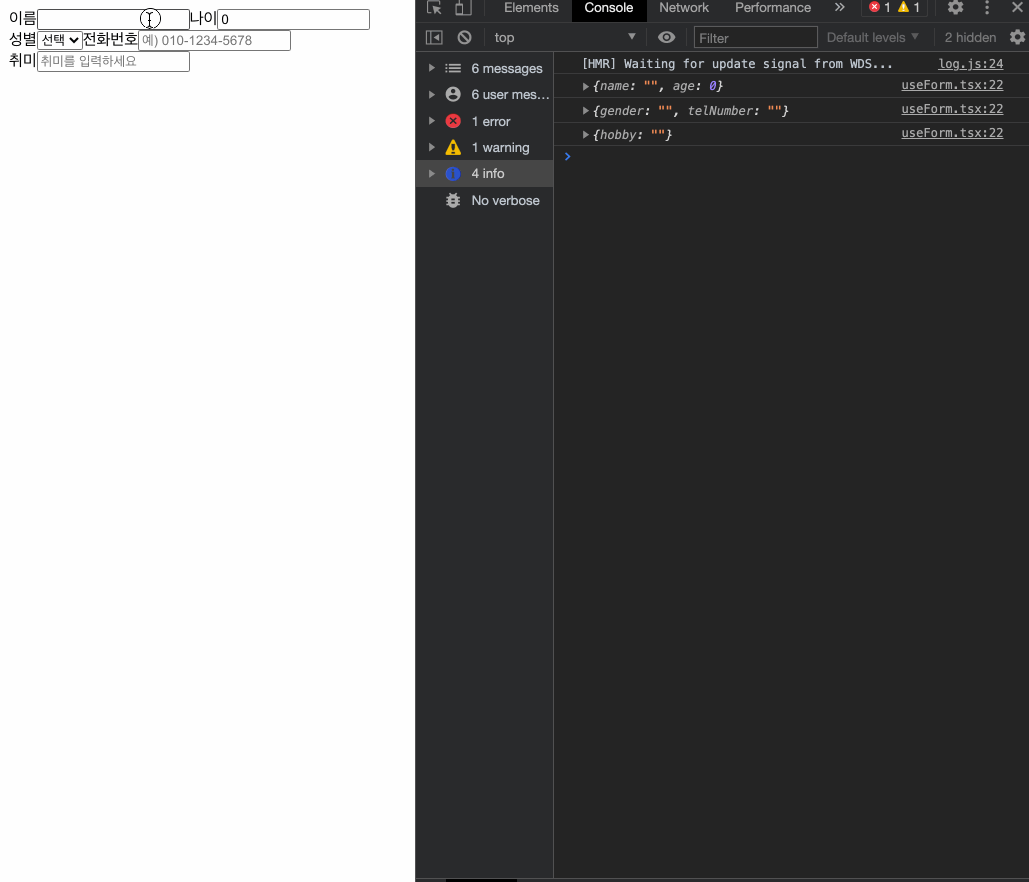 이름 나이 0
성별 선택 전화번호 예) 010-1234-5678
취미 취미를 입력하세요
Elements Console Network Performance » 1 1
top Filter Default levels 2 hidden
6 messages
6 user mes...
1 error
1 warning
4 info
No verbose
[HMR] Waiting for update signal from WDS... log.js:24
{name: "", age: 0} useForm.tsx:22
{gender: "", telNumber: ""} useForm.tsx:22
{hobby: ""} useForm.tsx:22